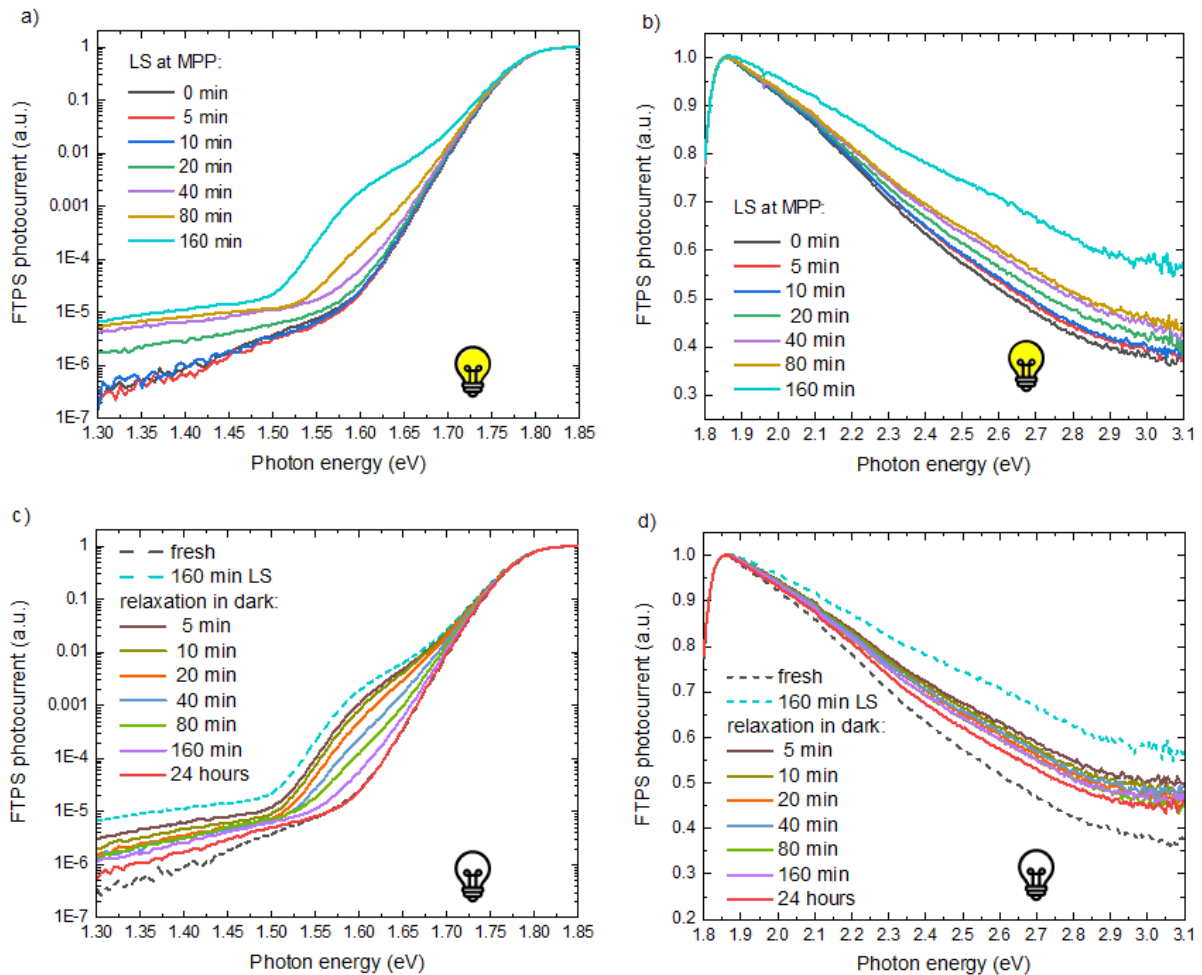 a)
FTPS photocurrent (a.u.)
1
0.1
0.01
0.001
1E-4
1E-5
1E-6
1E-7
LS at MPP:
0 min
5 min
10 min
20 min
40 min
80 min
160 min
1.30 1.35 1.40 1.45 1.50 1.55 1.60 1.65 1.70 1.75 1.80 1.85
Photon energy (eV)
b)
FTPS photocurrent (a.u.)
1.0
0.9
0.8
0.7
0.6
0.5
0.4
0.3
LS at MPP:
0 min
5 min
10 min
20 min
40 min
80 min
160 min
1.8 1.9 2.0 2.1 2.2 2.3 2.4 2.5 2.6 2.7 2.8 2.9 3.0 3.1
Photon energy (eV)
c)
FTPS photocurrent (a.u.)
1
0.1
0.01
0.001
1E-4
1E-5
1E-6
1E-7
fresh
160 min LS
relaxation in dark:
5 min
10 min
20 min
40 min
80 min
160 min
24 hours
1.30 1.35 1.40 1.45 1.50 1.55 1.60 1.65 1.70 1.75 1.80 1.85
Photon energy (eV)
d)
FTPS photocurrent (a.u.)
1.0
0.9
0.8
0.7
0.6
0.5
0.4
0.3
0.2
fresh
160 min LS
relaxation in dark:
5 min
10 min
20 min
40 min
80 min
160 min
24 hours
1.8 1.9 2.0 2.1 2.2 2.3 2.4 2.5 2.6 2.7 2.8 2.9 3.0 3.1
Photon energy (eV)